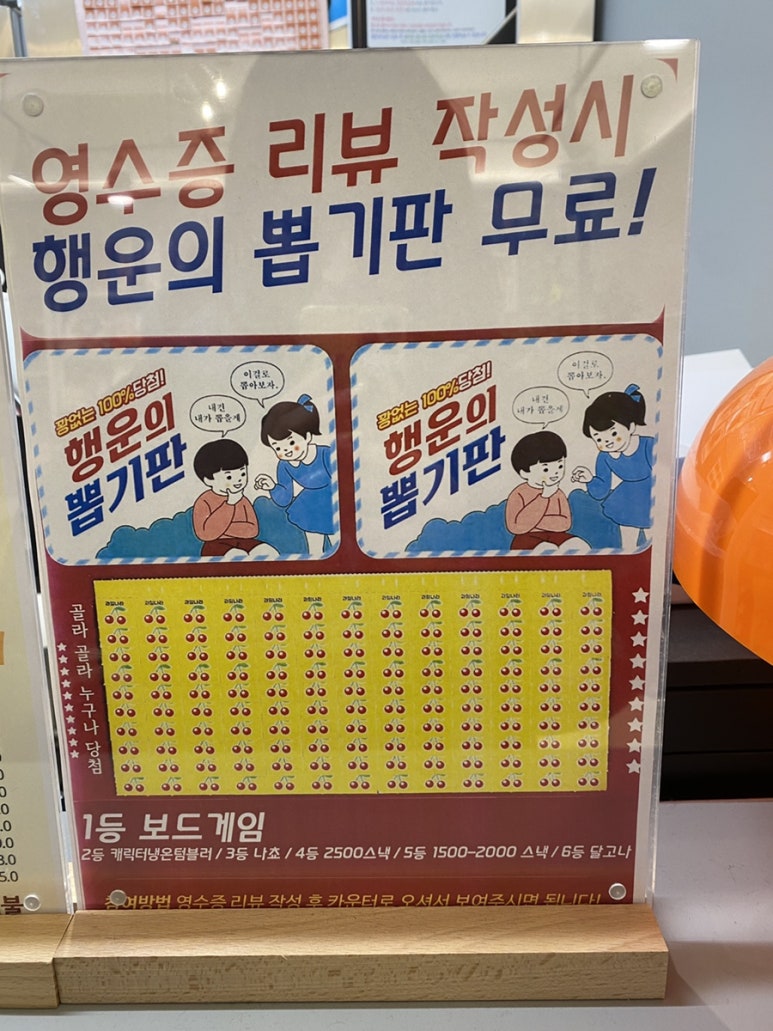 영수증 리뷰 작성시
행운의 뽑기판 무료!
꽝없는 100%당첨!
행운의
뽑기판
내건
내가 뽑을게
이걸로
뽑아보자.
꽝없는 100%당첨!
행운의
뽑기판
내건
내가 뽑을게
이걸로
뽑아보자.
골라 골라 누구나 당첨
1등 보드게임
2등 캐릭터냉온텀블러 / 3등 나쵸 / 4등 2500스낵 / 5등 1500-2000 스낵 / 6등 달고나
참여방법 영수증 리뷰 작성 후 카운터로 오셔서 보여주시면 됩니다!
불